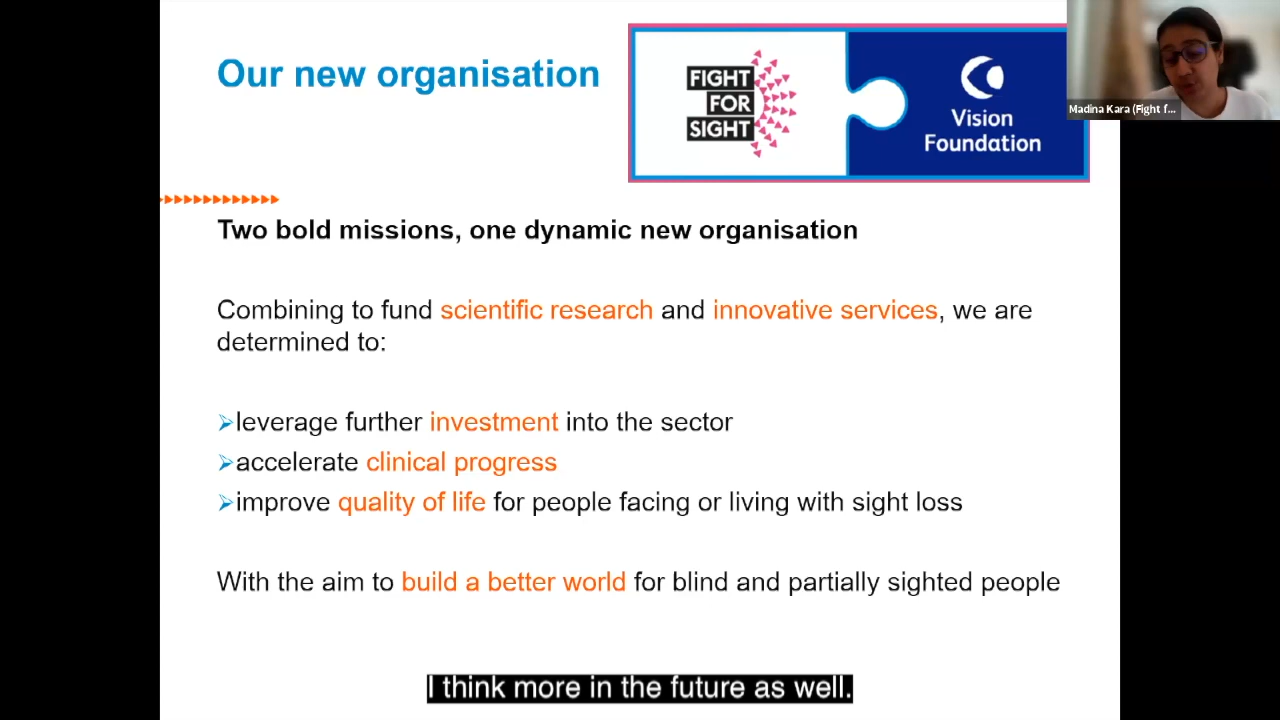 Our new organisation
FIGHT
FOR
SIGHT
Vision
Foundation
Madina Kara (Fight f...
Two bold missions, one dynamic new organisation
Combining to fund scientific research and innovative services, we are
determined to:
leverage further investment into the sector
accelerate clinical progress
improve quality of life for people facing or living with sight loss
With the aim to build a better world for blind and partially sighted people
I think more in the future as well.